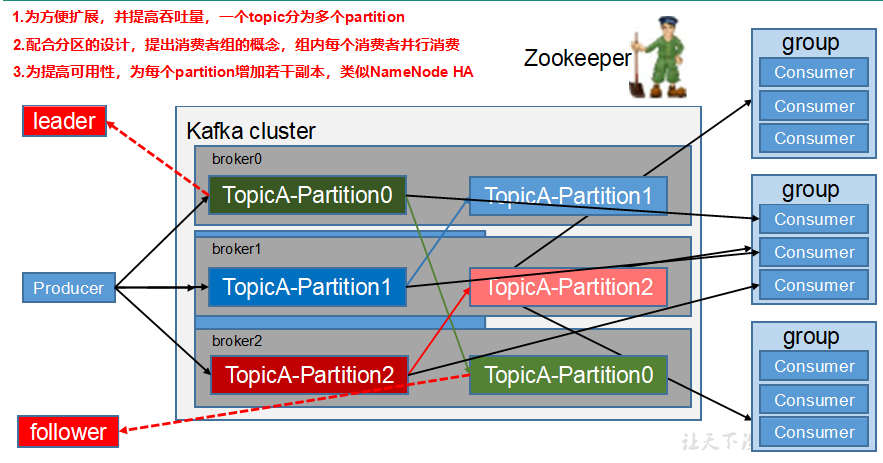 1.为方便扩展，并提高吞吐量，一个topic分为多个partition
2.配合分区的设计，提出消费者组的概念，组内每个消费者并行消费
3.为提高可用性，为每个partition增加若干副本，类似NameNode HA
Zookeeper
group
Consumer
Consumer
Consumer
leader
Kafka cluster
broker0
TopicA-Partition0
TopicA-Partition1
group
Consumer
Consumer
Consumer
broker1
Producer
TopicA-Partition1
TopicA-Partition2
broker2
TopicA-Partition2
TopicA-Partition0
group
Consumer
Consumer
Consumer
follower
让天下